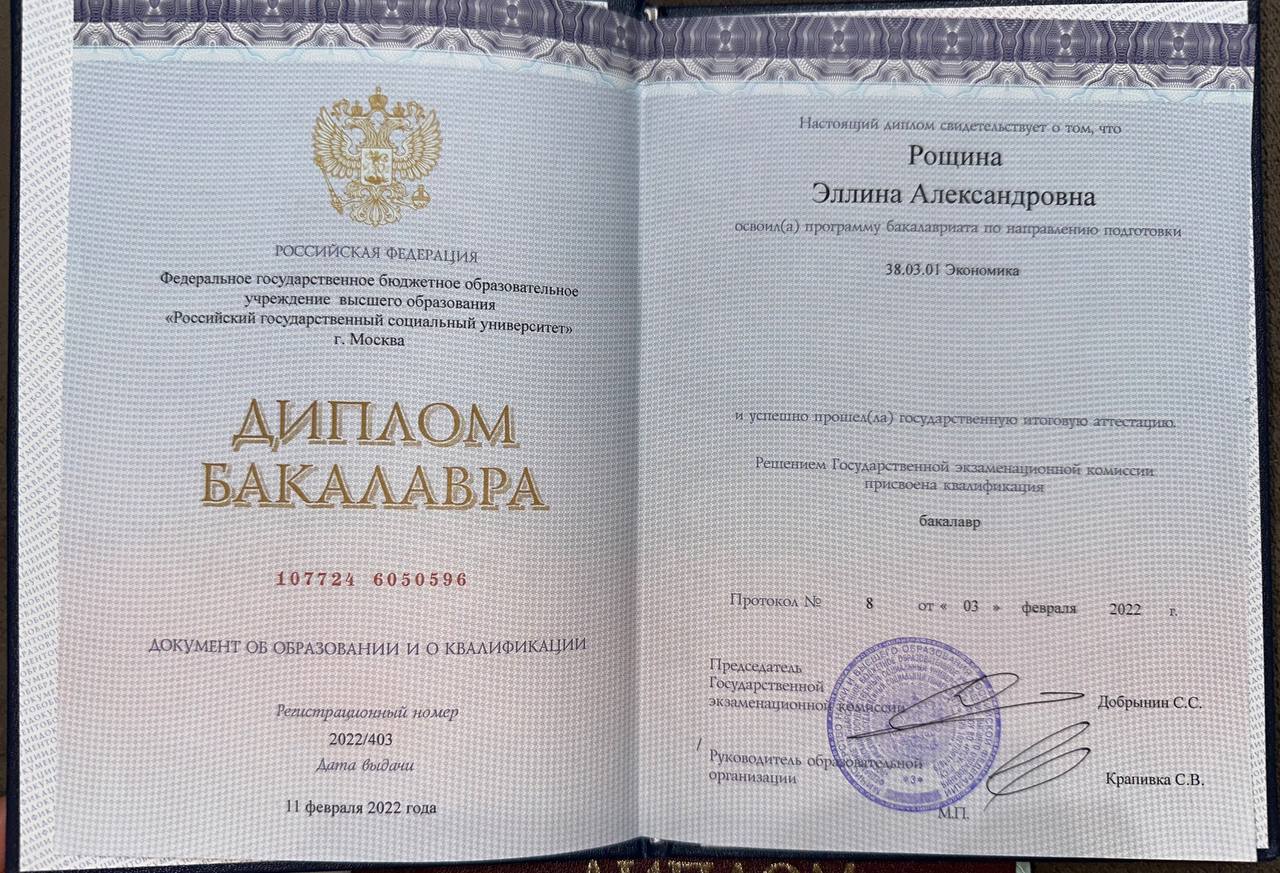 РОССИЙСКАЯ ФЕДЕРАЦИЯ
Федеральное государственное бюджетное образовательное
учреждение высшего образования
«Российский государственный социальный университет»
г. Москва
ДИПЛОМ
БАКАЛАВРА
107724 6050596
ДОКУМЕНТ ОБ ОБРАЗОВАНИИ И О КВАЛИФИКАЦИИ
Регистрационный номер
2022/403
Дата выдачи
11 февраля 2022 года
Настоящий диплом свидетельствует о том, что
Рощина
Эллина Александровна
освоил(а) программу бакалавриата по направлению подготовки
38.03.01 Экономика
и успешно прошел(ла) государственную итоговую аттестацию.
Решением Государственной экзаменационной комиссии
присвоена квалификация
бакалавр
Протокол № 8 от « 03 » февраля 2022 г.
Председатель
Государственной
экзаменационной комиссии
Добрынин С.С.
/
Руководитель образовательной
организации
Крапивка С.В.
М.П.
ДИПЛОМ